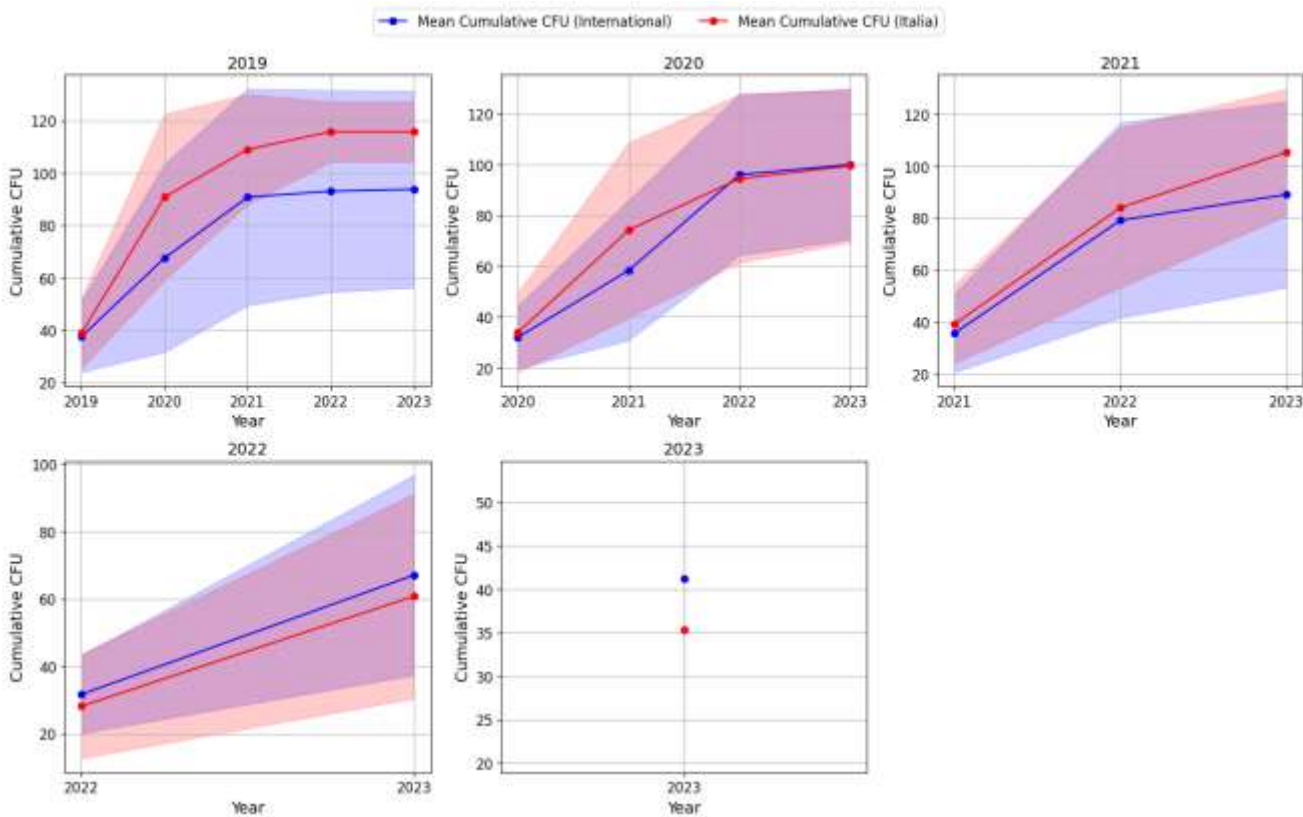 Mean Cumulative CFU (International) Mean Cumulative CFU (Italia)
2019
120
100
80
60
40
20
Cumulative CFU
2019 2020 2021 2022 2023
Year
2020
120
100
80
60
40
20
Cumulative CFU
2020 2021 2022 2023
Year
2021
120
100
80
60
40
20
Cumulative CFU
2021 2022 2023
Year
2022
100
80
60
40
20
Cumulative CFU
2022 2023
Year
2023
50
45
40
35
30
25
20
Cumulative CFU
2023
Year